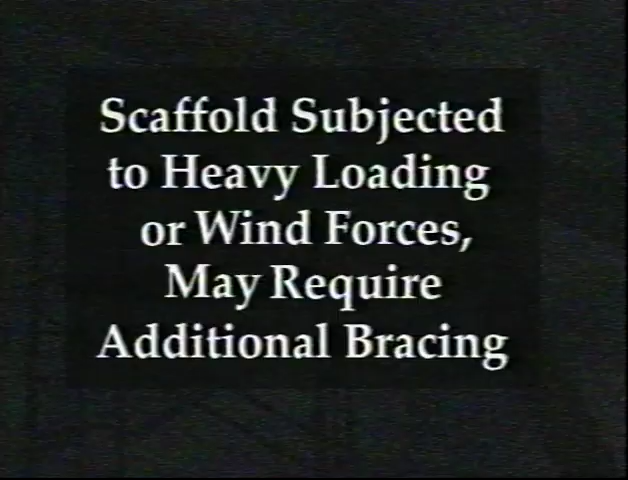 Scaffold Subjected
to Heavy Loading
or Wind Forces,
May Require
Additional Bracing